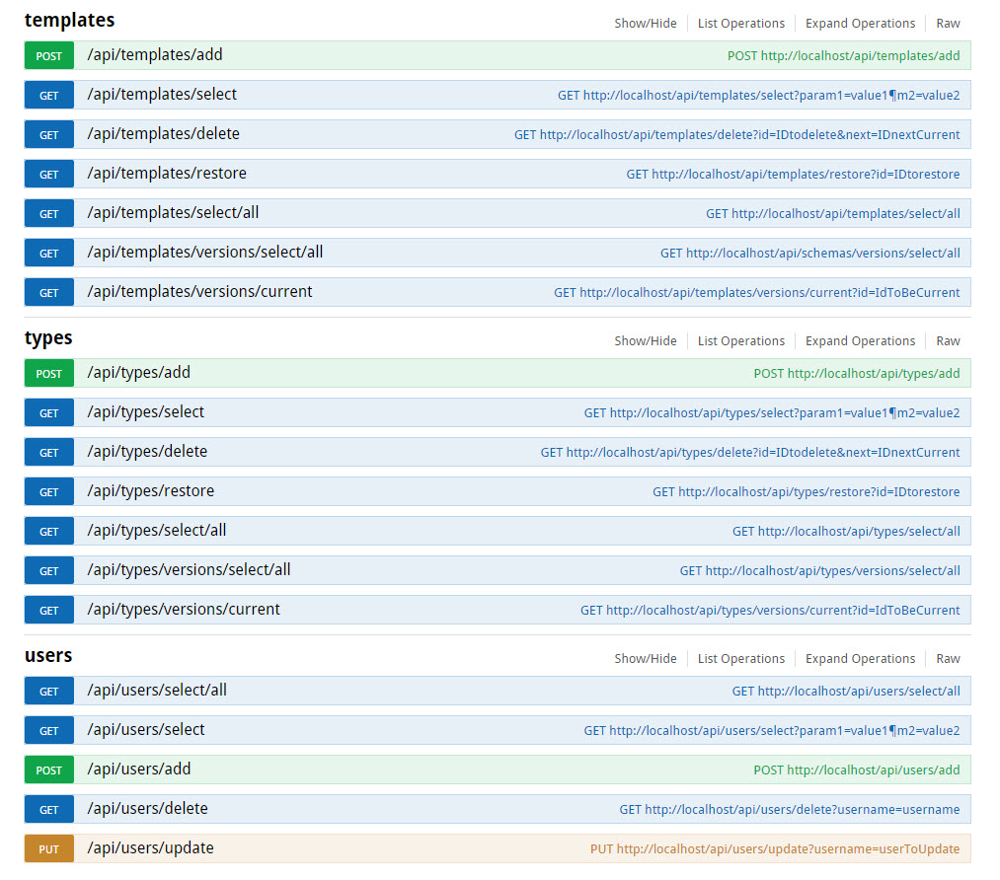 templates Show/Hide List Operations Expand Operations Raw
POST /api/templates/add POST http://localhost/api/templates/add
GET /api/templates/select GET http://localhost/api/templates/select?param1=value1¶m2=value2
GET /api/templates/delete GET http://localhost/api/templates/delete?id=IDtodelete&next=IDnextCurrent
GET /api/templates/restore GET http://localhost/api/templates/restore?id=IDtorestore
GET /api/templates/select/all GET http://localhost/api/templates/select/all
GET /api/templates/versions/select/all GET http://localhost/api/schemas/versions/select/all
GET /api/templates/versions/current GET http://localhost/api/templates/versions/current?id=IdToBeCurrent
types Show/Hide List Operations Expand Operations Raw
POST /api/types/add POST http://localhost/api/types/add
GET /api/types/select GET http://localhost/api/types/select?param1=value1¶m2=value2
GET /api/types/delete GET http://localhost/api/types/delete?id=IDtodelete&next=IDnextCurrent
GET /api/types/restore GET http://localhost/api/types/restore?id=IDtorestore
GET /api/types/select/all GET http://localhost/api/types/select/all
GET /api/types/versions/select/all GET http://localhost/api/types/versions/select/all
GET /api/types/versions/current GET http://localhost/api/types/versions/current?id=IdToBeCurrent
users Show/Hide List Operations Expand Operations Raw
GET /api/users/select/all GET http://localhost/api/users/select/all
GET /api/users/select GET http://localhost/api/users/select?param1=value1¶m2=value2
POST /api/users/add POST http://localhost/api/users/add
GET /api/users/delete GET http://localhost/api/users/delete?username=username
PUT /api/users/update PUT http://localhost/api/users/update?username=userToUpdate